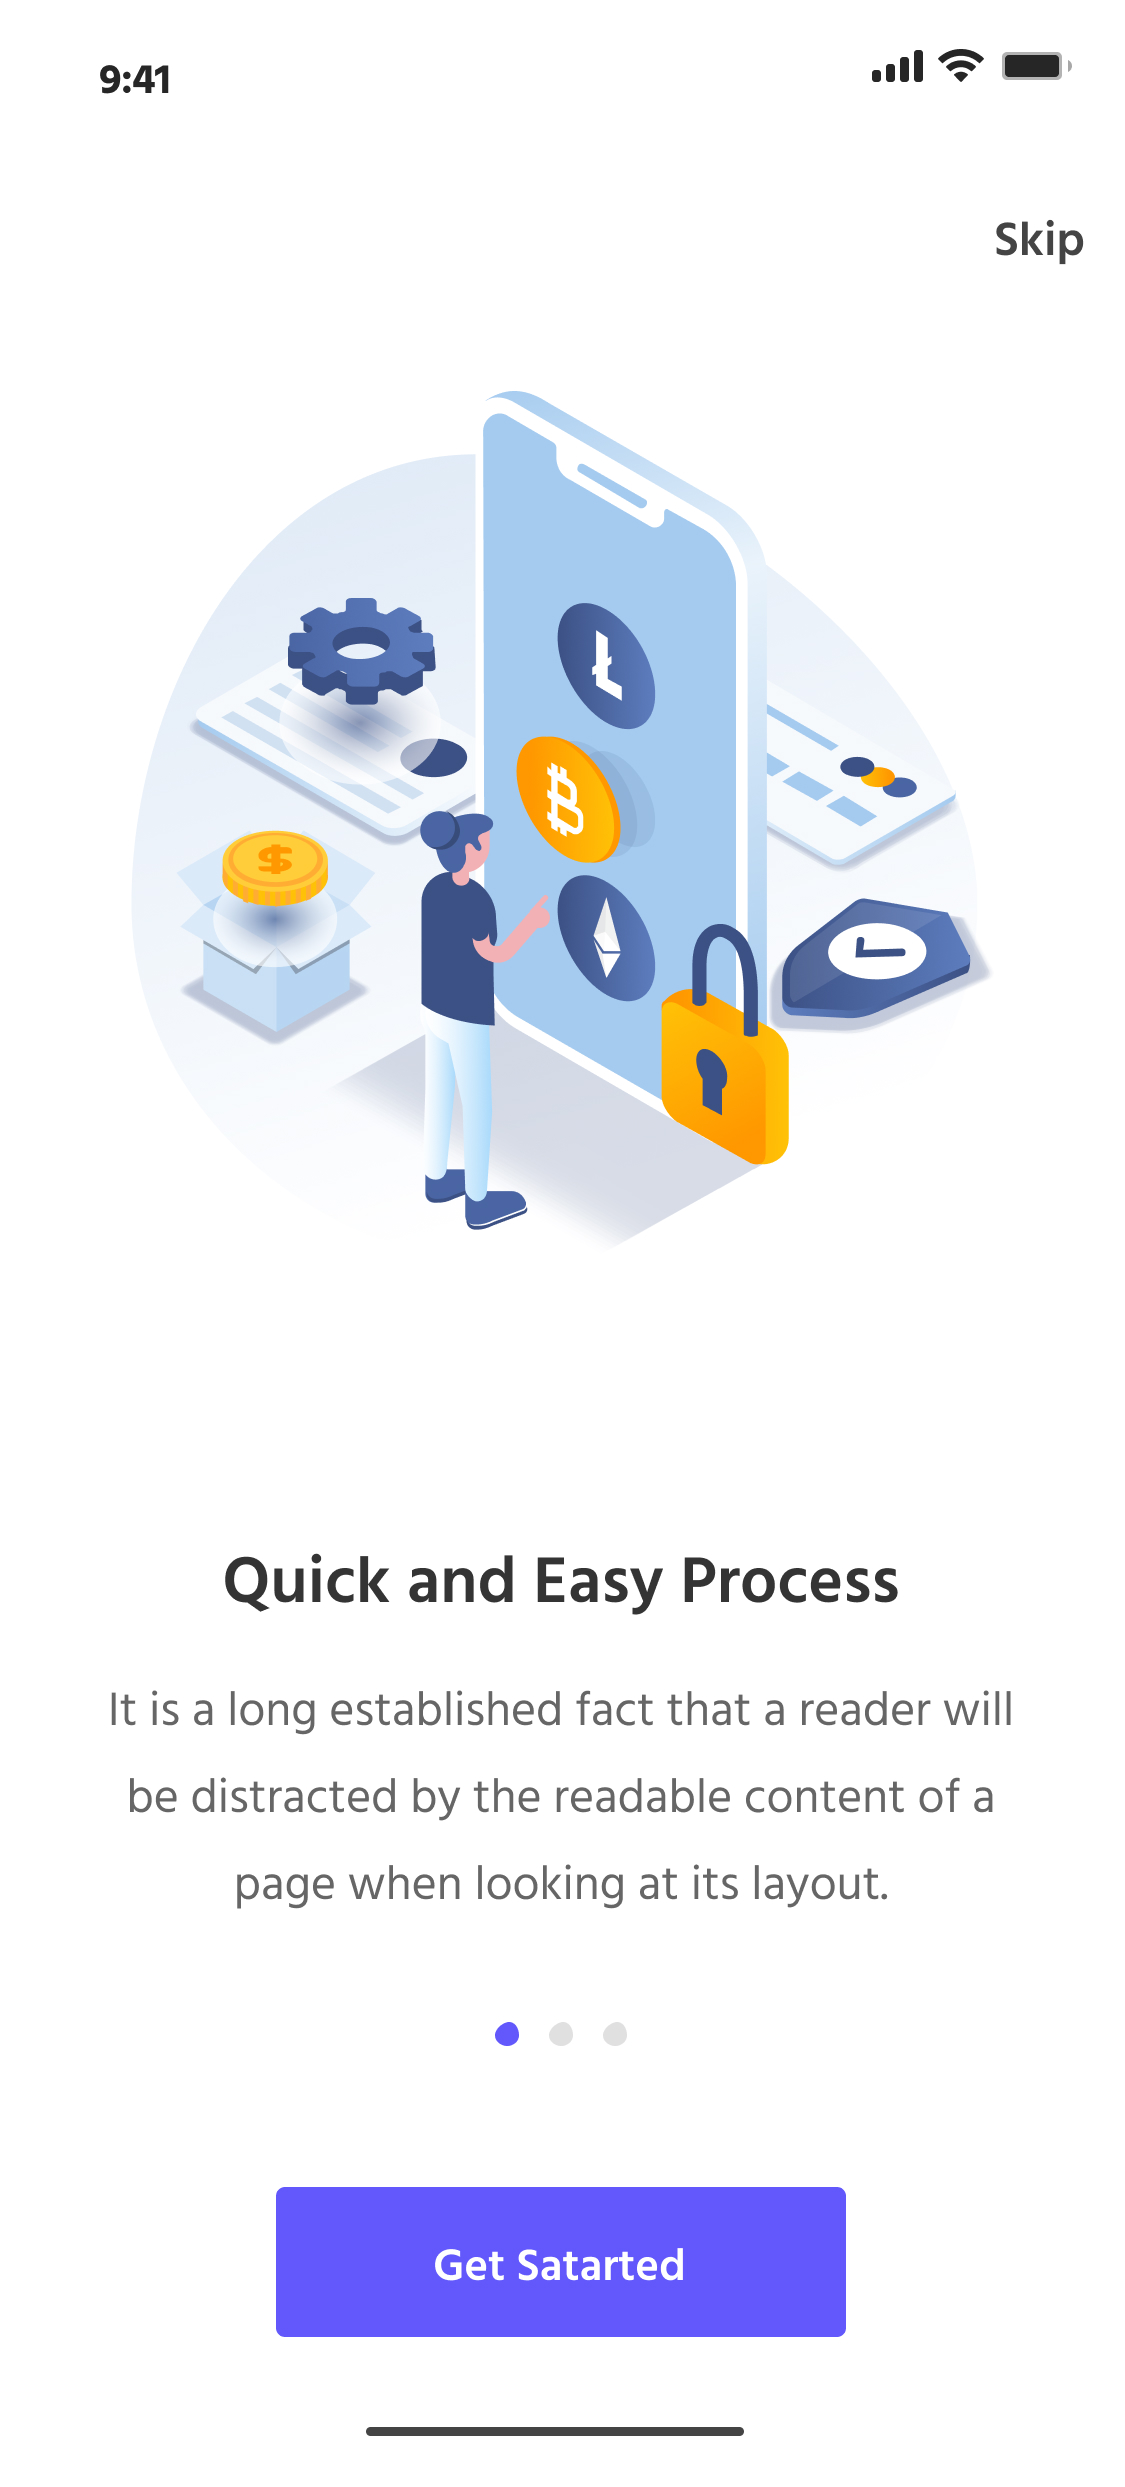 9:41
Skip
Quick and Easy Process
It is a long established fact that a reader will
be distracted by the readable content of a
page when looking at its layout.
Get Satarted